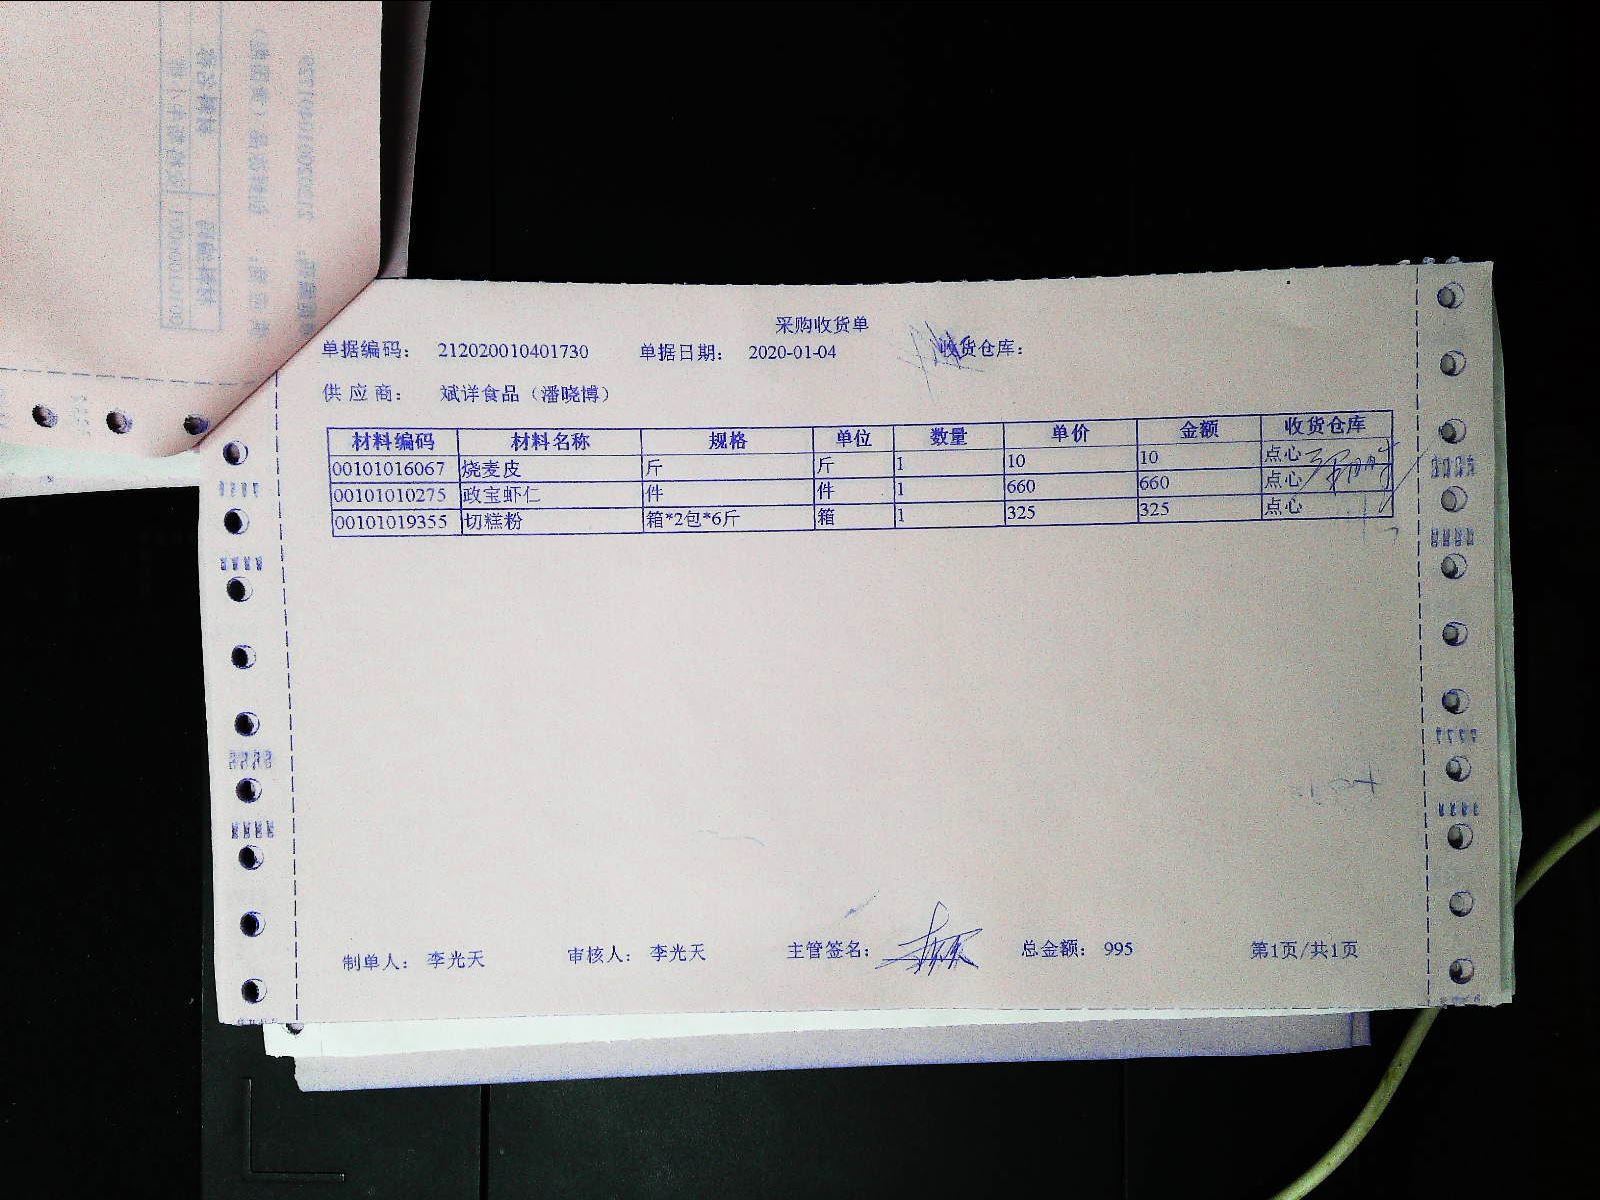 采购收货单
单据编码： 212020010401730 单据日期： 2020-01-04 收货仓库：
供 应 商： 斌详食品（潘晓博）
材料编码 材料名称 规格 单位 数量 单价 金额 收货仓库
00101016067 烧麦皮 斤 斤 1 10 10 点心
00101010275 政宝虾仁 件 件 1 660 660 点心
00101019355 切糕粉 箱*2包*6斤 箱 1 325 325 点心
制单人： 李光天 审核人： 李光天 主管签名： 总金额： 995 第1页/共1页